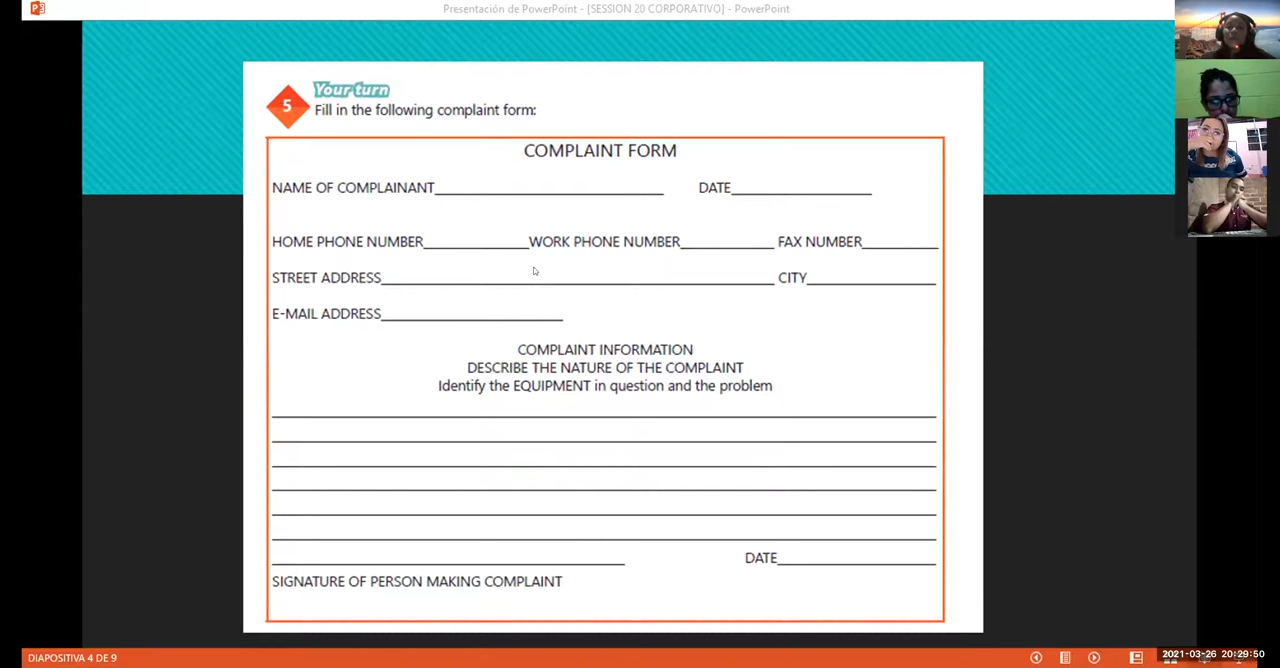 Presentación de PowerPoint - [SESSION 20 CORPORATIVO] - PowerPoint
Your turn
5
Fill in the following complaint form:
COMPLAINT FORM
NAME OF COMPLAINANT DATE
HOME PHONE NUMBER WORK PHONE NUMBER FAX NUMBER
STREET ADDRESS CITY
E-MAIL ADDRESS
COMPLAINT INFORMATION
DESCRIBE THE NATURE OF THE COMPLAINT
Identify the EQUIPMENT in question and the problem
DATE
SIGNATURE OF PERSON MAKING COMPLAINT
DIAPOSITIVA 4 DE 9
2021-03-26 20:29:50